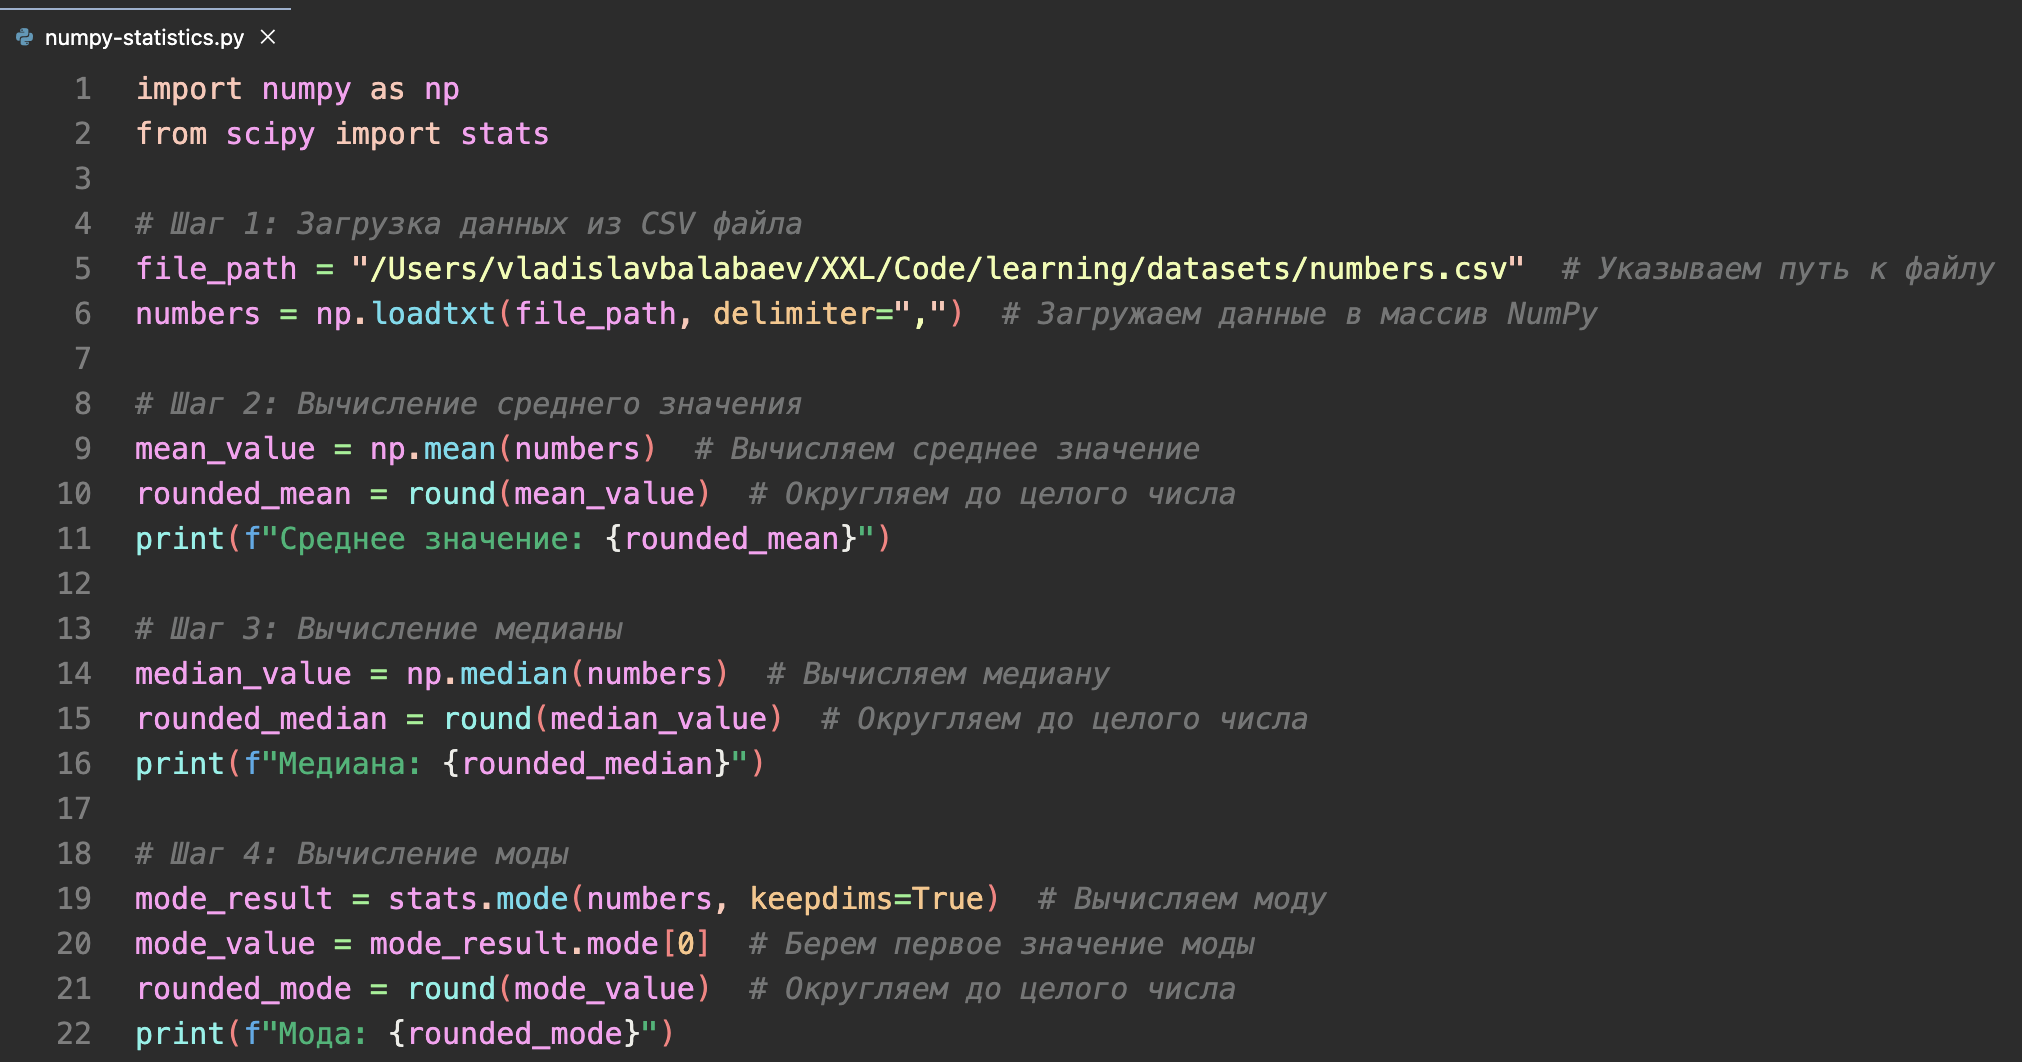 numpy-statistics.py
1 import numpy as np
2 from scipy import stats
3
4 # Шаг 1: Загрузка данных из CSV файла
5 file_path = "/Users/vladislavbalabaev/XXL/Code/learning/datasets/numbers.csv"  # Указываем путь к файлу
6 numbers = np.loadtxt(file_path, delimiter=",")  # Загружаем данные в массив NumPy
7
8 # Шаг 2: Вычисление среднего значения
9 mean_value = np.mean(numbers)  # Вычисляем среднее значение
10 rounded_mean = round(mean_value)  # Округляем до целого числа
11 print(f"Среднее значение: {rounded_mean}")
12
13 # Шаг 3: Вычисление медианы
14 median_value = np.median(numbers)  # Вычисляем медиану
15 rounded_median = round(median_value)  # Округляем до целого числа
16 print(f"Медиана: {rounded_median}")
17
18 # Шаг 4: Вычисление моды
19 mode_result = stats.mode(numbers, keepdims=True)  # Вычисляем моду
20 mode_value = mode_result.mode[0]  # Берем первое значение моды
21 rounded_mode = round(mode_value)  # Округляем до целого числа
22 print(f"Мода: {rounded_mode}")